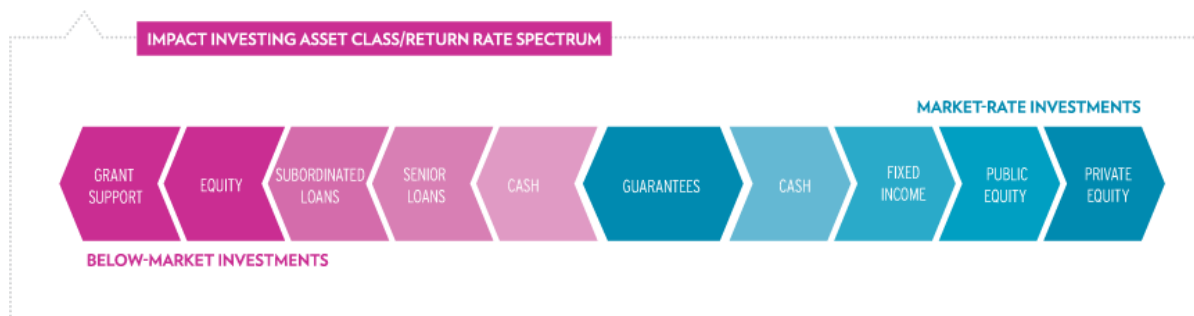 IMPACT INVESTING ASSET CLASS/RETURN RATE SPECTRUM
MARKET-RATE INVESTMENTS
GRANT
SUPPORT
EQUITY
SUBORDINATED
LOANS
SENIOR
LOANS
CASH
GUARANTEES
CASH
FIXED
INCOME
PUBLIC
EQUITY
PRIVATE
EQUITY
BELOW-MARKET INVESTMENTS